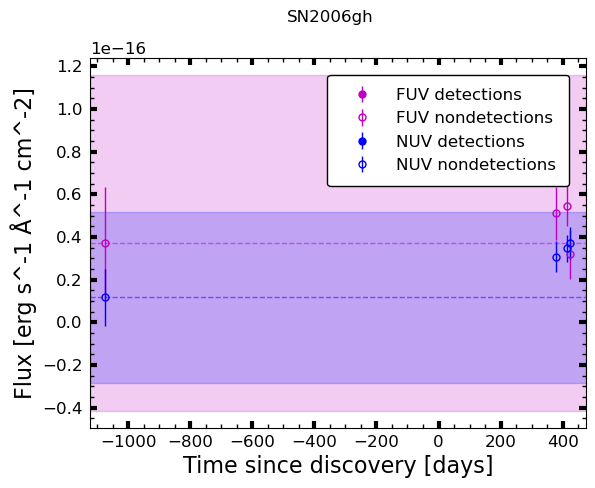 SN2006gh
1e−16
FUV detections
FUV nondetections
NUV detections
NUV nondetections
1.2
1.0
0.8
0.6
0.4
0.2
0.0
−0.2
−0.4
Flux [erg s^-1 Å^-1 cm^-2]
−1000 −800 −600 −400 −200 0 200 400
Time since discovery [days]